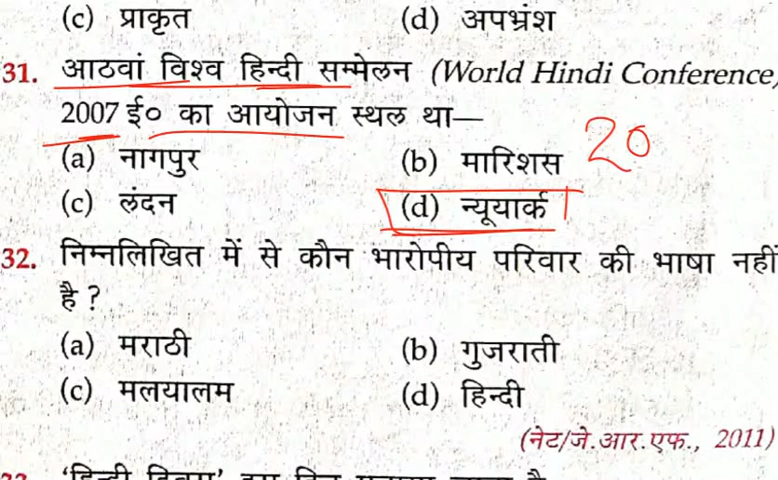 (c) प्राकृत (d) अपभ्रंश
31. आठवां विश्व हिन्दी सम्मेलन (World Hindi Conference,
2007 ई० का आयोजन स्थल था—
20
(a) नागपुर (b) मारिशस
(c) लंदन (d) न्यूयार्क
32. निम्नलिखित में से कौन भारोपीय परिवार की भाषा नहीं
है ?
(a) मराठी (b) गुजराती
(c) मलयालम (d) हिन्दी
(नेट/जे.आर.एफ., 2011)